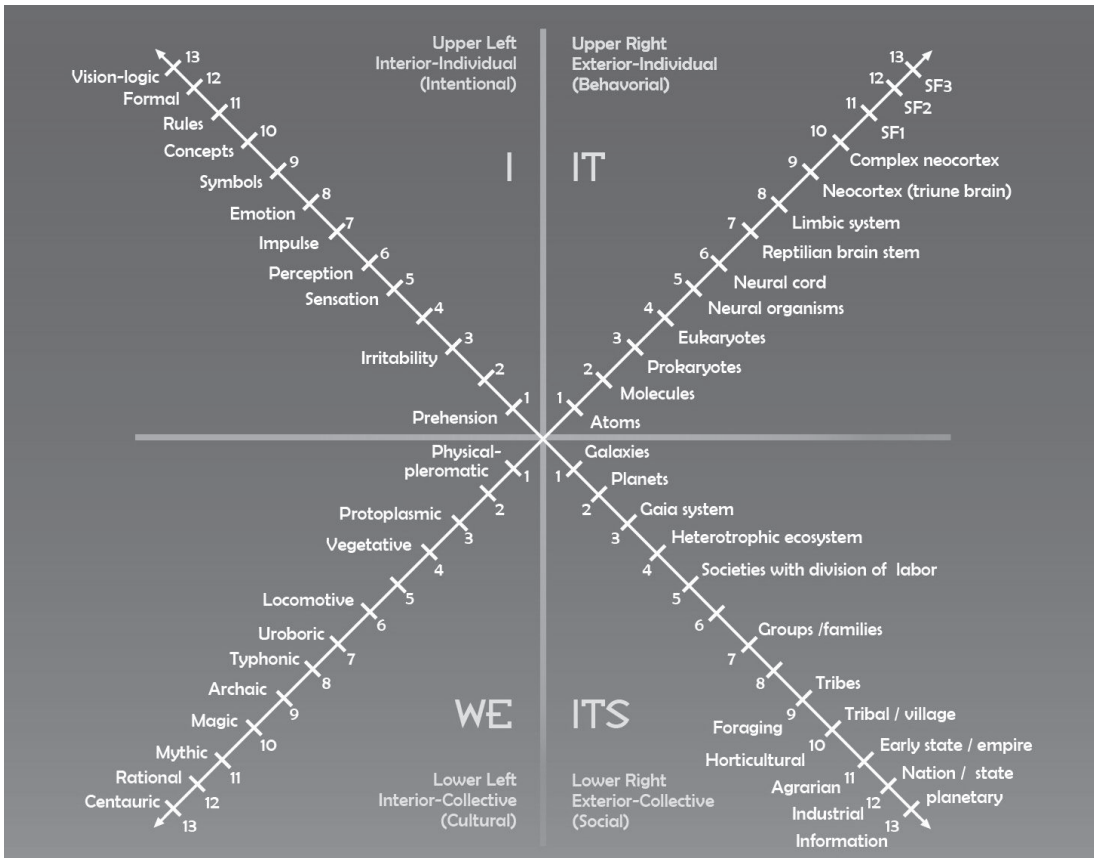 Upper Left
Interior-Individual
(Intentional)
I
13
Vision-logic
12
Formal
11
Rules
10
Concepts
9
Symbols
8
Emotion
7
Impulse
6
Perception
5
Sensation
4
3
Irritability
2
1
Prehension
Upper Right
Exterior-Individual
(Behavorial)
IT
13
SF3
12
SF2
11
SF1
10
Complex neocortex
9
Neocortex (triune brain)
8
Limbic system
7
Reptilian brain stem
6
Neural cord
5
Neural organisms
4
Eukaryotes
3
Prokaryotes
2
Molecules
1
Atoms
Physical-
pleromatic
1
2
Protoplasmic
3
Vegetative
4
5
Locomotive
6
Uroboric
7
Typhonic
8
Archaic
9
Magic
10
Mythic
11
Rational
12
Centauric
13
WE
Lower Left
Interior-Collective
(Cultural)
Galaxies
1
Planets
2
Gaia system
3
Heterotrophic ecosystem
4
Societies with division of labor
5
6
Groups /families
7
8
Tribes
9
Foraging
Tribal / village
10
Horticultural
Early state / empire
11
Agrarian
Nation / state
planetary
12
Industrial
13
Information
ITS
Lower Right
Exterior-Collective
(Social)